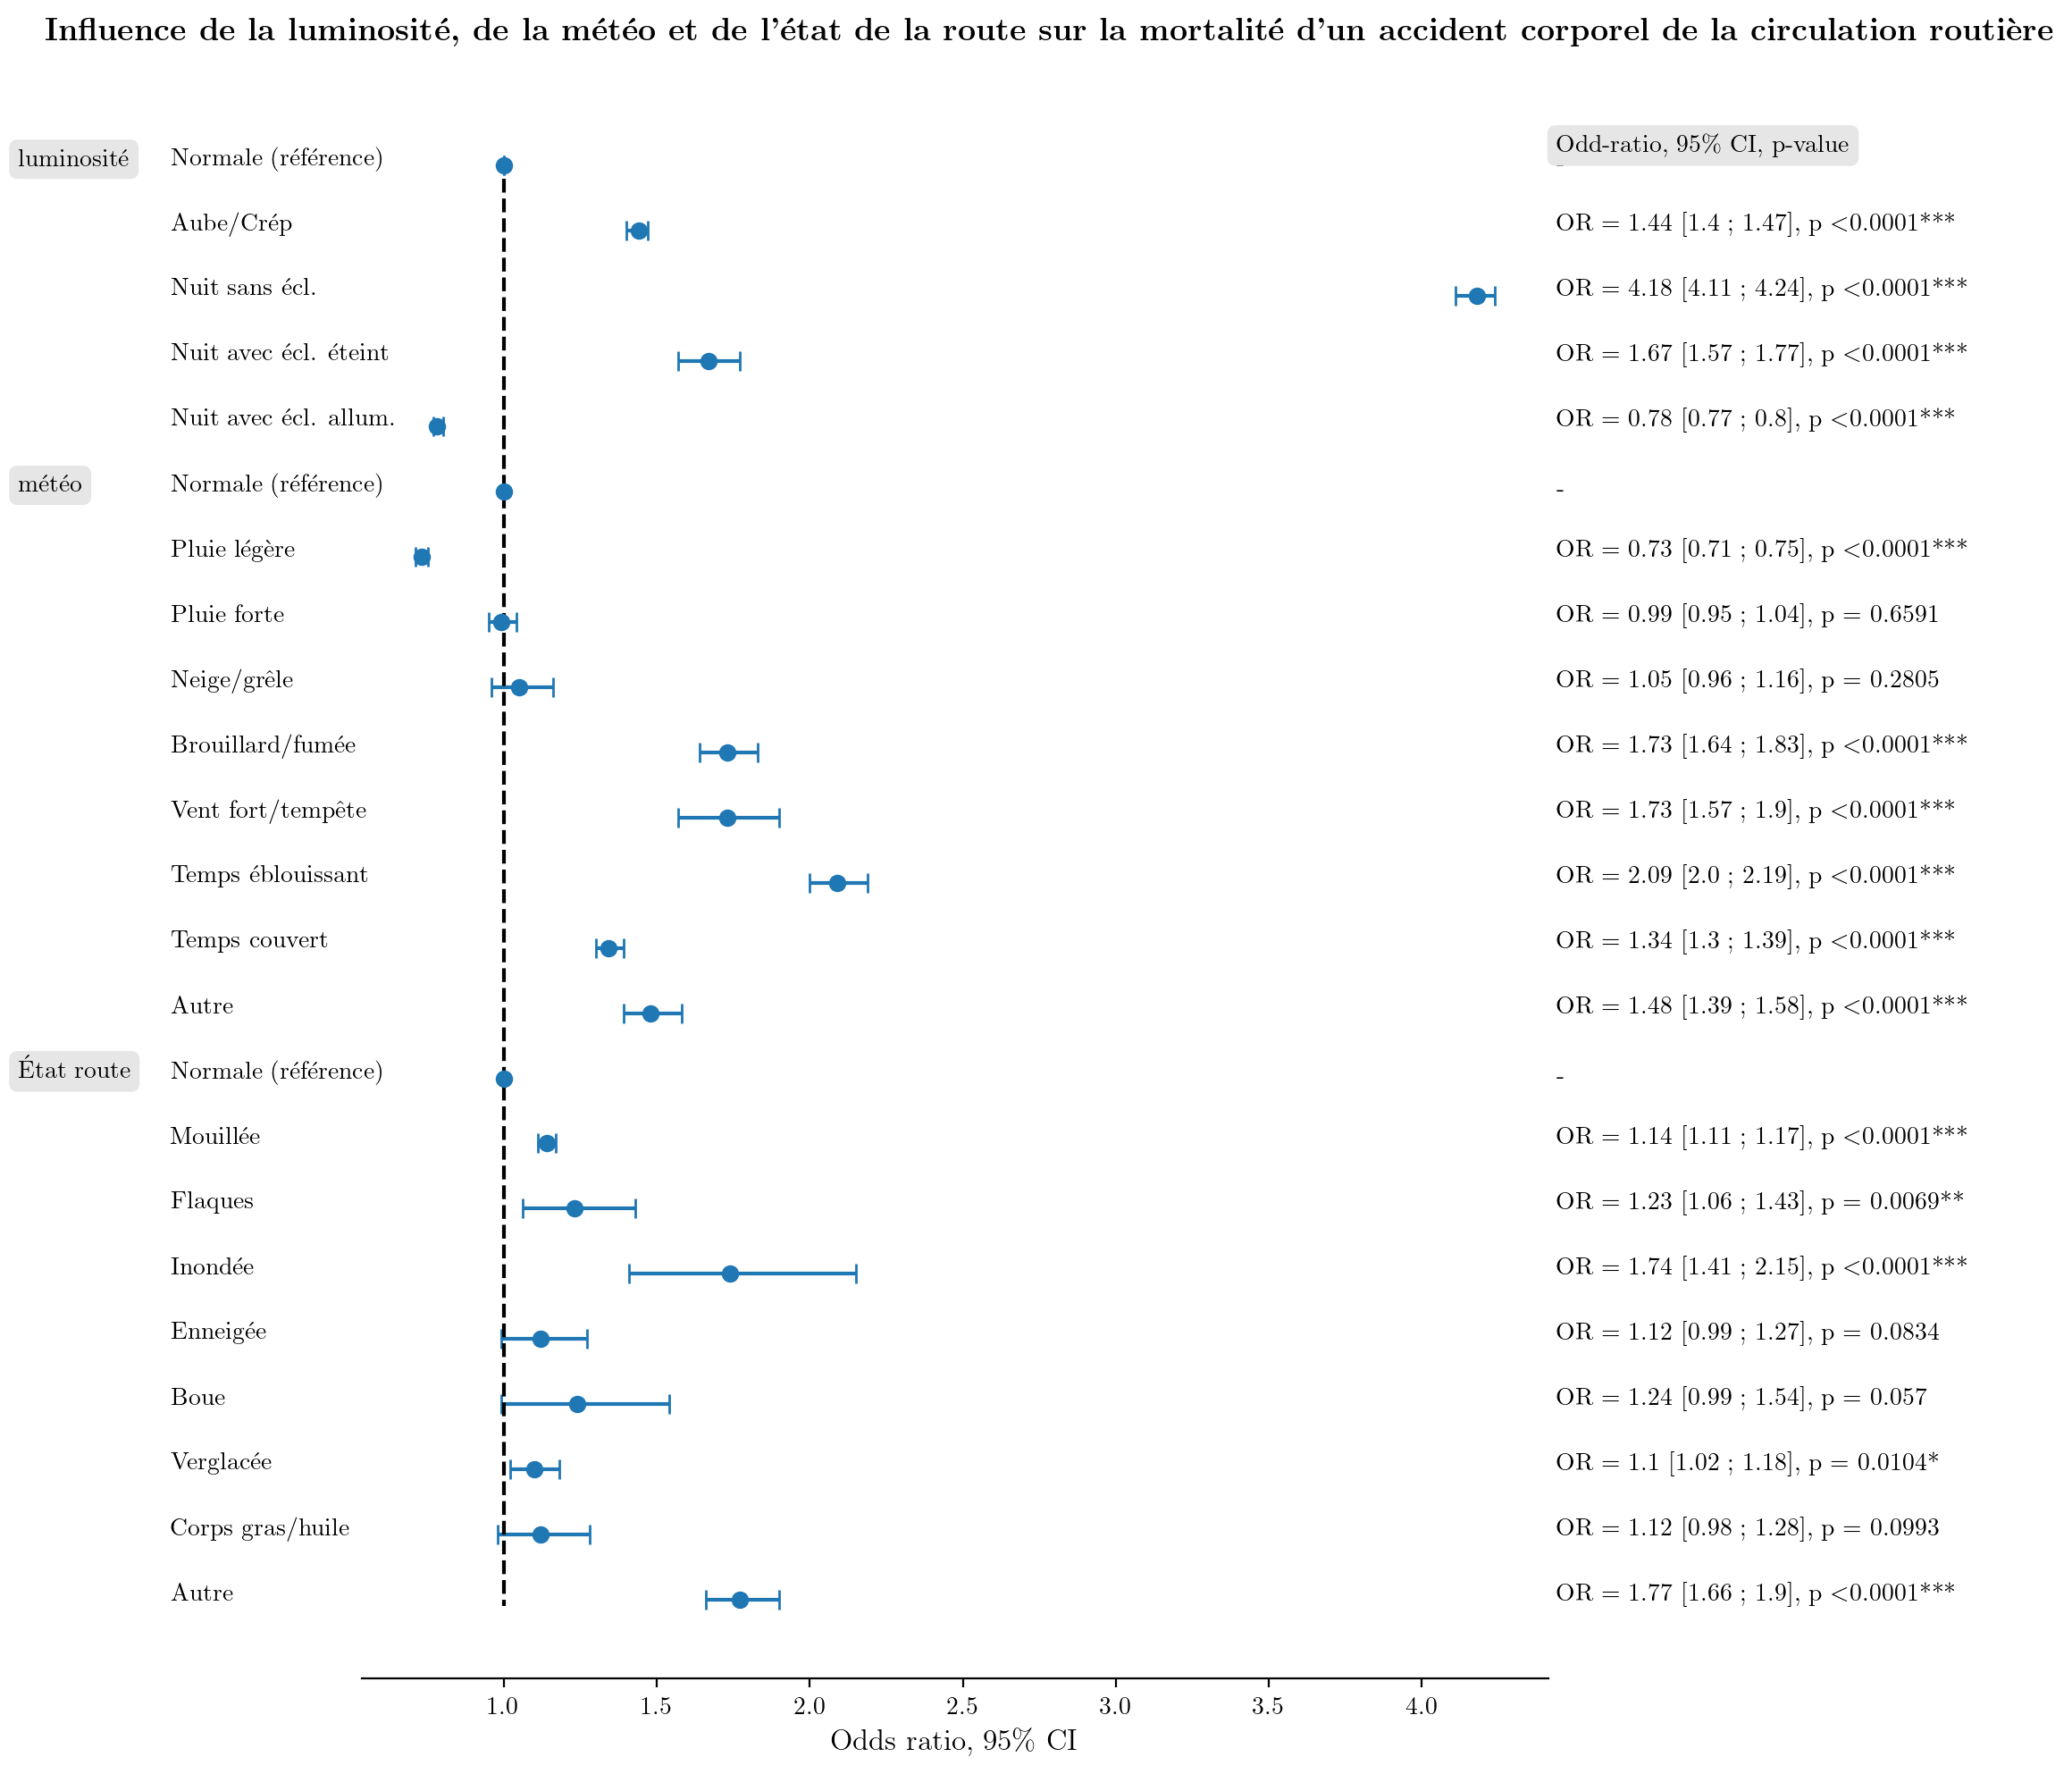 Influence de la luminosité, de la météo et de l'état de la route sur la mortalité d'un accident corporel de la circulation routière
Odd-ratio, 95% CI, p-value
luminosité Normale (référence) -
Aube/Crép OR = 1.44 [1.4 ; 1.47], p <0.0001***
Nuit sans écl. OR = 4.18 [4.11 ; 4.24], p <0.0001***
Nuit avec écl. éteint OR = 1.67 [1.57 ; 1.77], p <0.0001***
Nuit avec écl. allum. OR = 0.78 [0.77 ; 0.8], p <0.0001***
météo Normale (référence) -
Pluie légère OR = 0.73 [0.71 ; 0.75], p <0.0001***
Pluie forte OR = 0.99 [0.95 ; 1.04], p = 0.6591
Neige/grêle OR = 1.05 [0.96 ; 1.16], p = 0.2805
Brouillard/fumée OR = 1.73 [1.64 ; 1.83], p <0.0001***
Vent fort/tempête OR = 1.73 [1.57 ; 1.9], p <0.0001***
Temps éblouissant OR = 2.09 [2.0 ; 2.19], p <0.0001***
Temps couvert OR = 1.34 [1.3 ; 1.39], p <0.0001***
Autre OR = 1.48 [1.39 ; 1.58], p <0.0001***
État route Normale (référence) -
Mouillée OR = 1.14 [1.11 ; 1.17], p <0.0001***
Flaques OR = 1.23 [1.06 ; 1.43], p = 0.0069**
Inondée OR = 1.74 [1.41 ; 2.15], p <0.0001***
Enneigée OR = 1.12 [0.99 ; 1.27], p = 0.0834
Boue OR = 1.24 [0.99 ; 1.54], p = 0.057
Verglacée OR = 1.1 [1.02 ; 1.18], p = 0.0104*
Corps gras/huile OR = 1.12 [0.98 ; 1.28], p = 0.0993
Autre OR = 1.77 [1.66 ; 1.9], p <0.0001***
1.0 1.5 2.0 2.5 3.0 3.5 4.0
Odds ratio, 95% CI